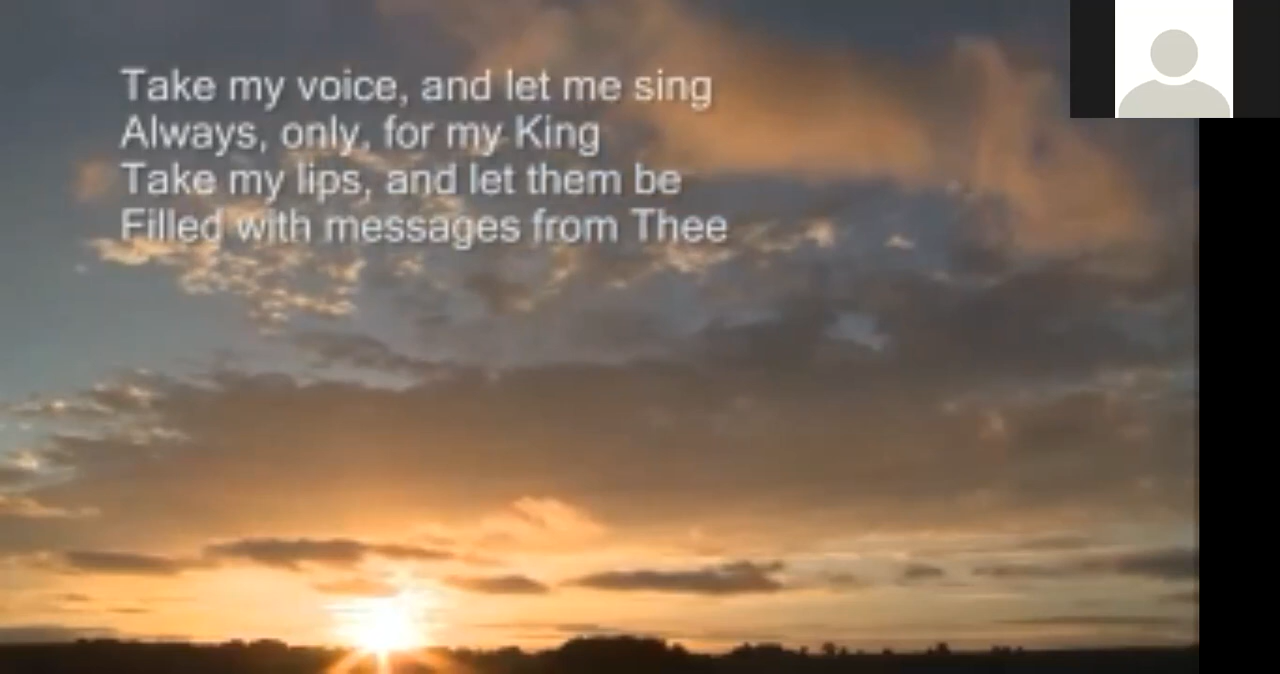 Take my voice, and let me sing
Always, only, for my King
Take my lips, and let them be
Filled with messages from Thee